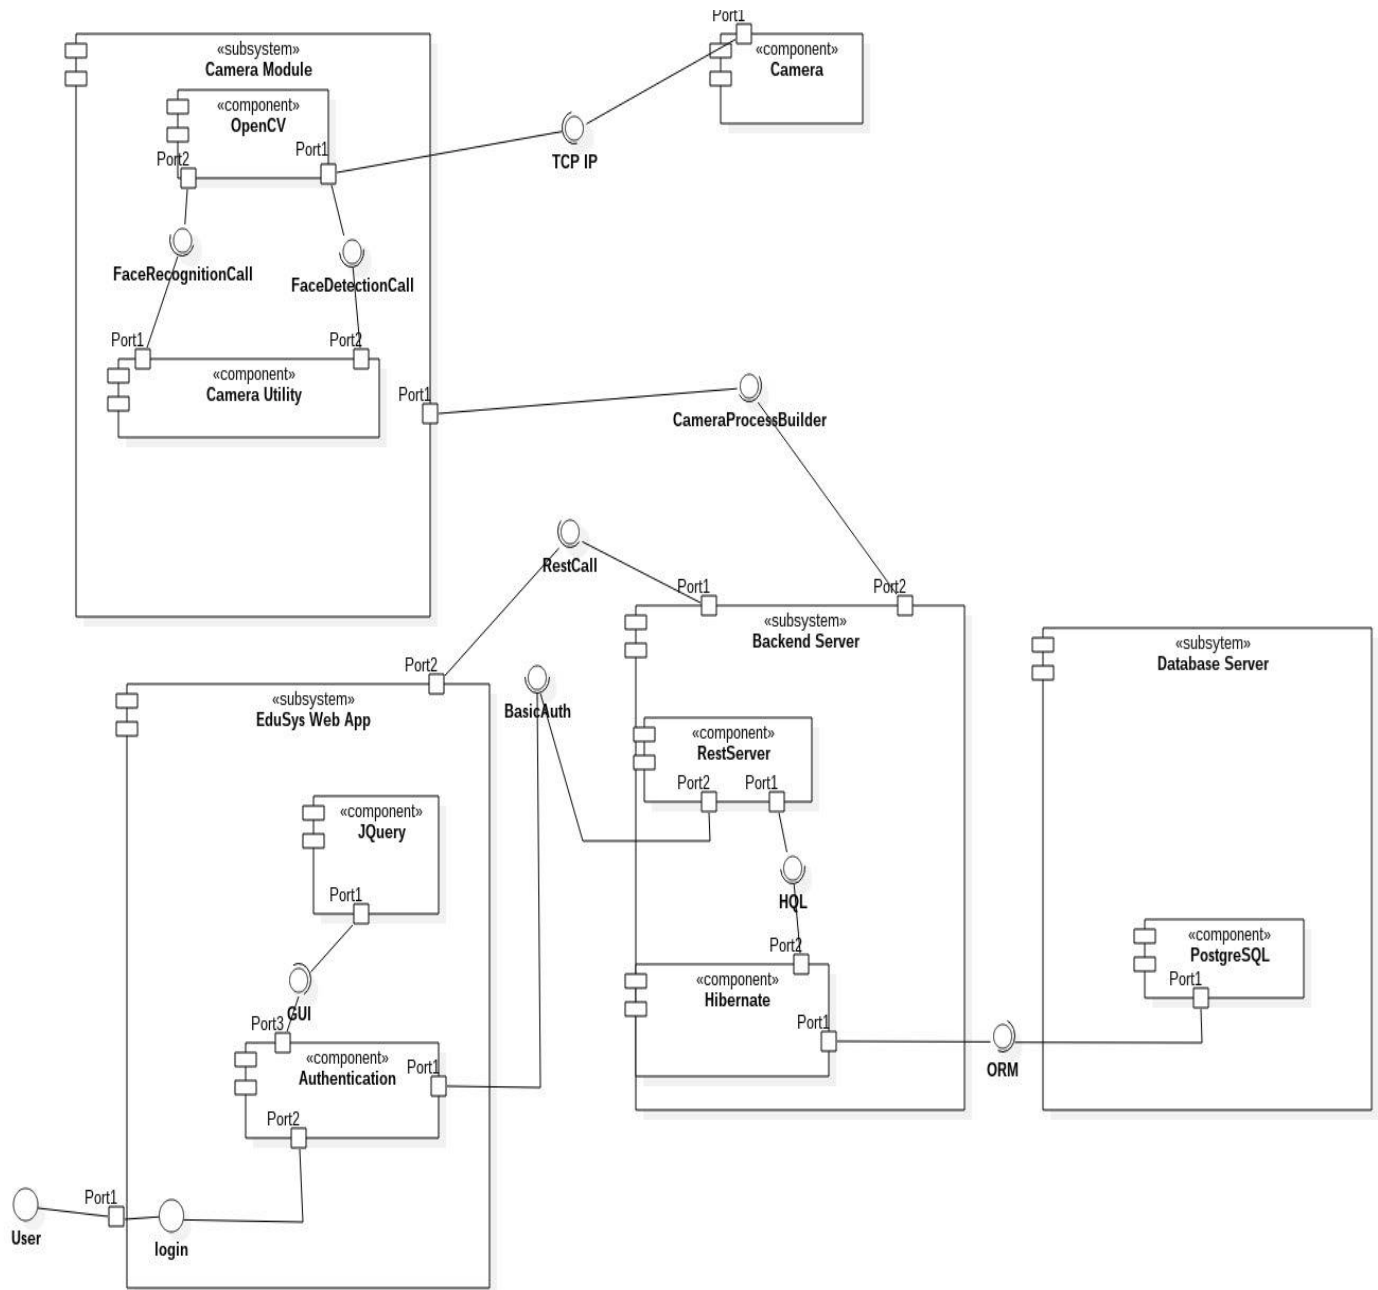 Port1
«subsystem»
Camera Module
«component»
Camera
«component»
OpenCV
Port2
Port1
TCP IP
FaceRecognitionCall
FaceDetectionCall
Port1
Port2
«component»
Camera Utility
Port1
CameraProcessBuilder
RestCall
Port1
Port2
«subsystem»
Backend Server
«subsytem»
Database Server
Port2
«subsystem»
EduSys Web App
BasicAuth
«component»
RestServer
Port2
Port1
«component»
JQuery
Port1
HQL
Port2
«component»
Hibernate
Port1
«component»
PostgreSQL
Port1
ORM
GUI
Port3
«component»
Authentication
Port1
Port2
Port1
User
login